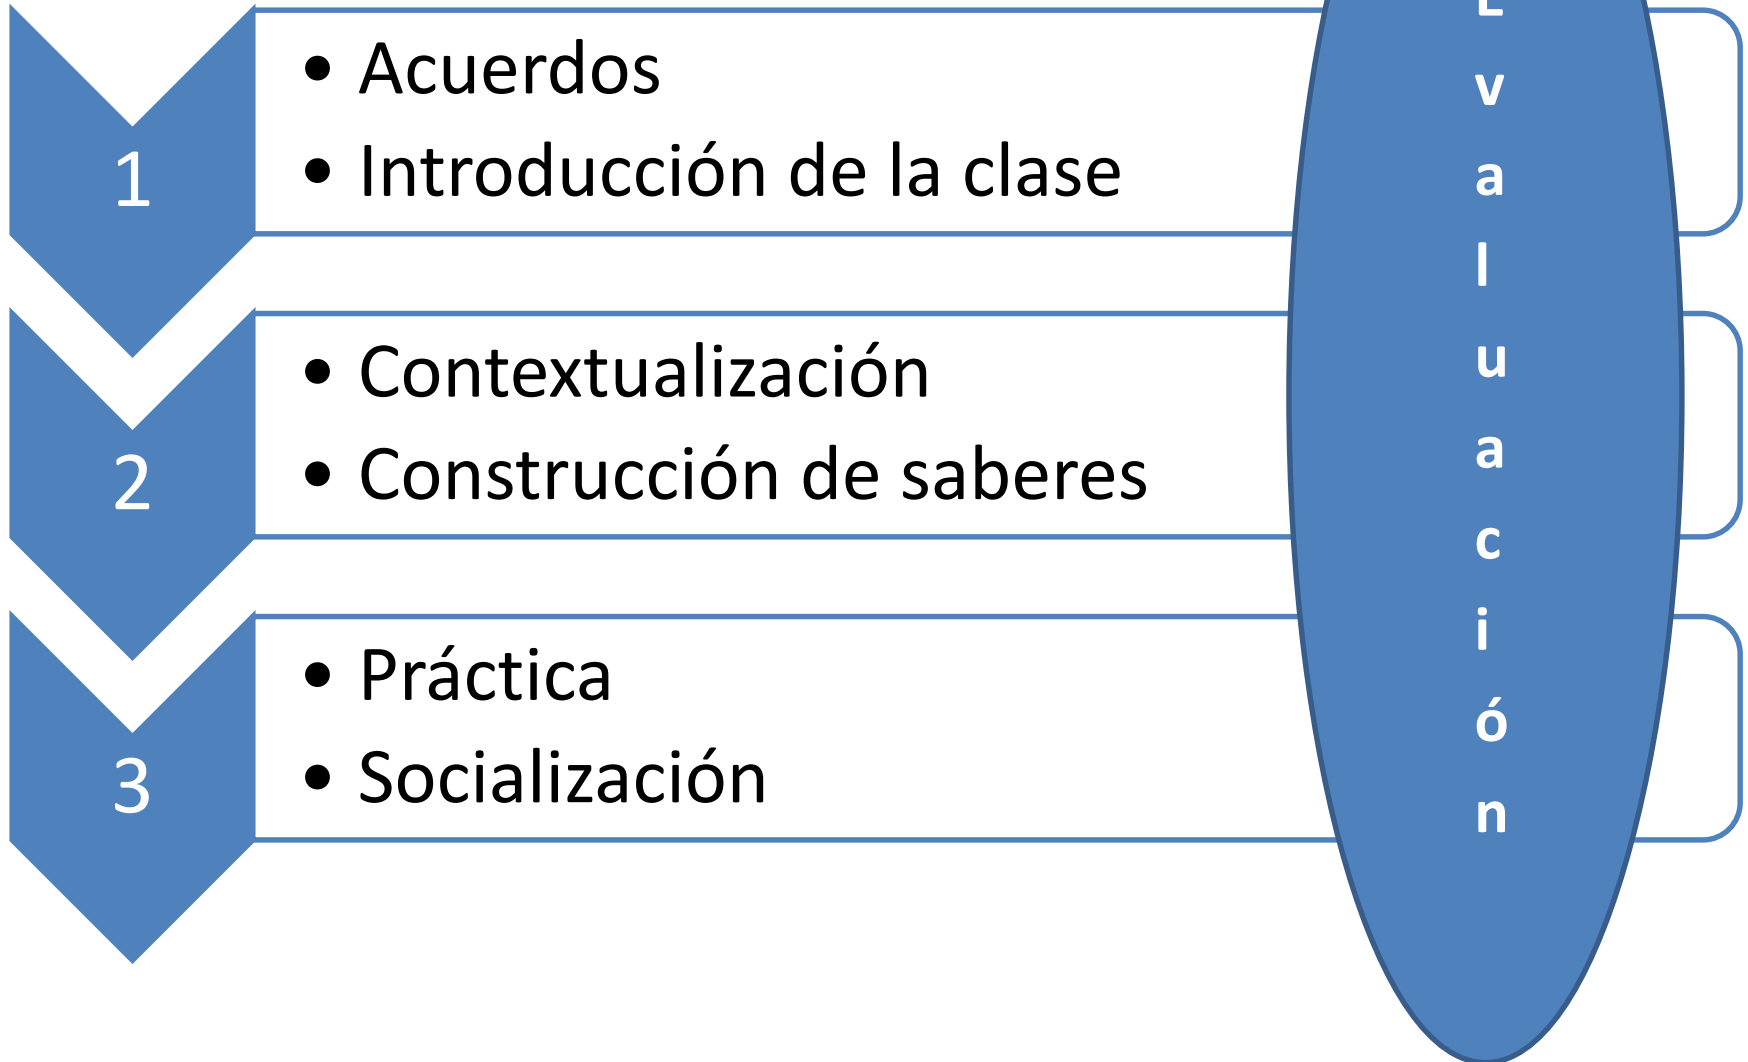 1
• Acuerdos
• Introducción de la clase
2
• Contextualización
• Construcción de saberes
3
• Práctica
• Socialización
E
v
a
l
u
a
c
i
ó
n